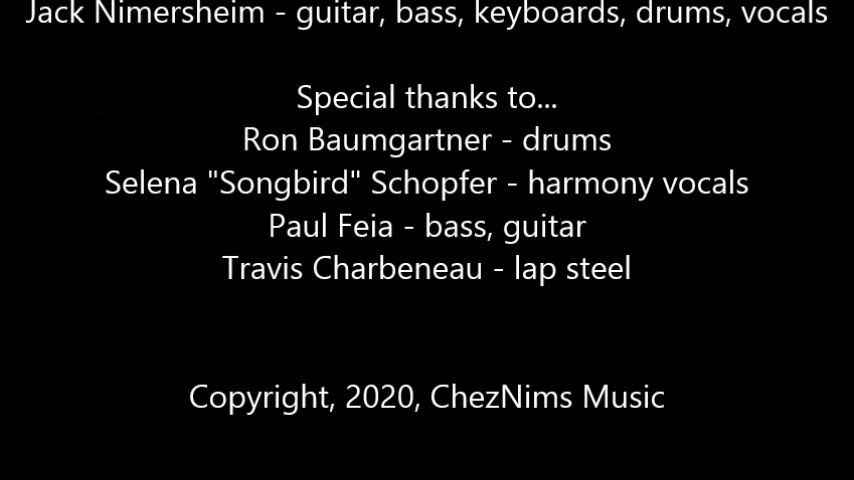 Jack Nimersheim - guitar, bass, keyboards, drums, vocals
Special thanks to...
Ron Baumgartner - drums
Selena "Songbird" Schopfer - harmony vocals
Paul Feia - bass, guitar
Travis Charbeneau - lap steel
Copyright, 2020, ChezNims Music